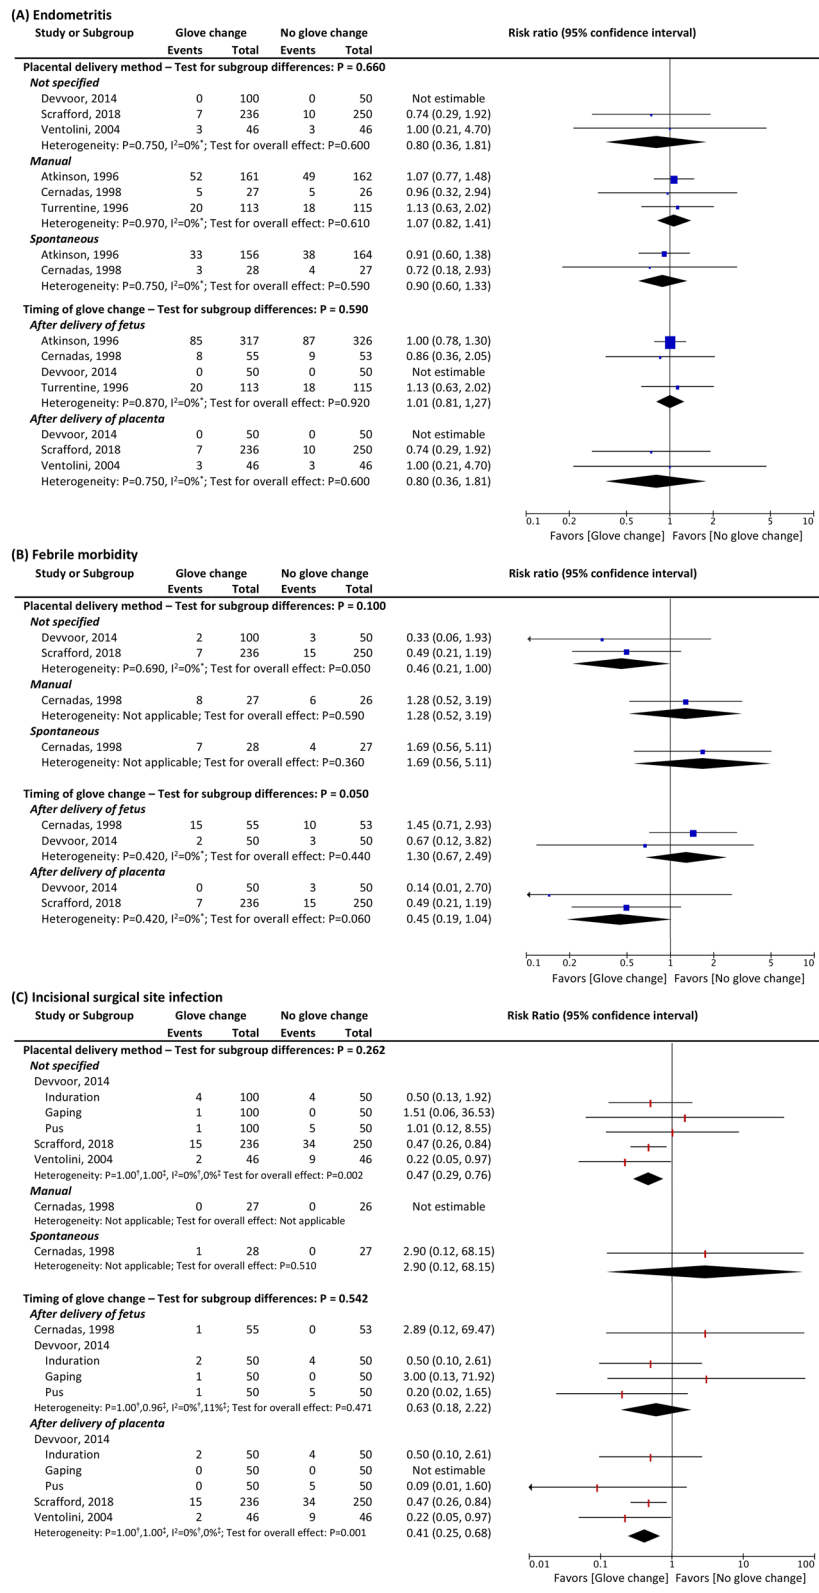 (A) Endometritis
Study or Subgroup Glove change No glove change Risk ratio (95% confidence interval)
Events Total Events Total
Placental delivery method – Test for subgroup differences: P = 0.660
Not specified
Devvoor, 2014 0 100 0 50 Not estimable
Scrafford, 2018 7 236 10 250 0.74 (0.29, 1.92)
Ventolini, 2004 3 46 3 46 1.00 (0.21, 4.70)
Heterogeneity: P=0.750, I²=0%*; Test for overall effect: P=0.600 0.80 (0.36, 1.81)
Manual
Atkinson, 1996 52 161 49 162 1.07 (0.77, 1.48)
Cernadas, 1998 5 27 5 26 0.96 (0.32, 2.94)
Turrentine, 1996 20 113 18 115 1.13 (0.63, 2.02)
Heterogeneity: P=0.970, I²=0%*; Test for overall effect: P=0.610 1.07 (0.82, 1.41)
Spontaneous
Atkinson, 1996 33 156 38 164 0.91 (0.60, 1.38)
Cernadas, 1998 3 28 4 27 0.72 (0.18, 2.93)
Heterogeneity: P=0.750, I²=0%*; Test for overall effect: P=0.590 0.90 (0.60, 1.33)
Timing of glove change – Test for subgroup differences: P = 0.590
After delivery of fetus
Atkinson, 1996 85 317 87 326 1.00 (0.78, 1.30)
Cernadas, 1998 8 55 9 53 0.86 (0.36, 2.05)
Devvoor, 2014 0 50 0 50 Not estimable
Turrentine, 1996 20 113 18 115 1.13 (0.63, 2.02)
Heterogeneity: P=0.870, I²=0%*; Test for overall effect: P=0.920 1.01 (0.81, 1,27)
After delivery of placenta
Devvoor, 2014 0 50 0 50 Not estimable
Scrafford, 2018 7 236 10 250 0.74 (0.29, 1.92)
Ventolini, 2004 3 46 3 46 1.00 (0.21, 4.70)
Heterogeneity: P=0.750, I²=0%*; Test for overall effect: P=0.600 0.80 (0.36, 1.81)
0.1 0.2 0.5 1 2 5 10
Favors [Glove change] Favors [No glove change]
(B) Febrile morbidity
Study or Subgroup Glove change No glove change Risk ratio (95% confidence interval)
Events Total Events Total
Placental delivery method – Test for subgroup differences: P = 0.100
Not specified
Devvoor, 2014 2 100 3 50 0.33 (0.06, 1.93)
Scrafford, 2018 7 236 15 250 0.49 (0.21, 1.19)
Heterogeneity: P=0.690, I²=0%*; Test for overall effect: P=0.050 0.46 (0.21, 1.00)
Manual
Cernadas, 1998 8 27 6 26 1.28 (0.52, 3.19)
Heterogeneity: Not applicable; Test for overall effect: P=0.590 1.28 (0.52, 3.19)
Spontaneous
Cernadas, 1998 7 28 4 27 1.69 (0.56, 5.11)
Heterogeneity: Not applicable; Test for overall effect: P=0.360 1.69 (0.56, 5.11)
Timing of glove change – Test for subgroup differences: P = 0.050
After delivery of fetus
Cernadas, 1998 15 55 10 53 1.45 (0.71, 2.93)
Devvoor, 2014 2 50 3 50 0.67 (0.12, 3.82)
Heterogeneity: P=0.420, I²=0%*; Test for overall effect: P=0.440 1.30 (0.67, 2.49)
After delivery of placenta
Devvoor, 2014 0 50 3 50 0.14 (0.01, 2.70)
Scrafford, 2018 7 236 15 250 0.49 (0.21, 1.19)
Heterogeneity: P=0.420, I²=0%*; Test for overall effect: P=0.060 0.45 (0.19, 1.04)
0.1 0.2 0.5 1 2 5 10
Favors [Glove change] Favors [No glove change]
(C) Incisional surgical site infection
Study or Subgroup Glove change No glove change Risk Ratio (95% confidence interval)
Events Total Events Total
Placental delivery method – Test for subgroup differences: P = 0.262
Not specified
Devvoor, 2014
Induration 4 100 4 50 0.50 (0.13, 1.92)
Gaping 1 100 0 50 1.51 (0.06, 36.53)
Pus 1 100 5 50 1.01 (0.12, 8.55)
Scrafford, 2018 15 236 34 250 0.47 (0.26, 0.84)
Ventolini, 2004 2 46 9 46 0.22 (0.05, 0.97)
Heterogeneity: P=1.00†,1.00‡, I²=0%†,0%‡ Test for overall effect: P=0.002 0.47 (0.29, 0.76)
Manual
Cernadas, 1998 0 27 0 26 Not estimable
Heterogeneity: Not applicable; Test for overall effect: Not applicable
Spontaneous
Cernadas, 1998 1 28 0 27 2.90 (0.12, 68.15)
Heterogeneity: Not applicable; Test for overall effect: P=0.510 2.90 (0.12, 68.15)
Timing of glove change – Test for subgroup differences: P = 0.542
After delivery of fetus
Cernadas, 1998 1 55 0 53 2.89 (0.12, 69.47)
Devvoor, 2014
Induration 2 50 4 50 0.50 (0.10, 2.61)
Gaping 1 50 0 50 3.00 (0.13, 71.92)
Pus 1 50 5 50 0.20 (0.02, 1.65)
Heterogeneity: P=1.00†,0.96‡, I²=0%†,11%‡; Test for overall effect: P=0.471 0.63 (0.18, 2.22)
After delivery of placenta
Devvoor, 2014
Induration 2 50 4 50 0.50 (0.10, 2.61)
Gaping 0 50 0 50 Not estimable
Pus 0 50 5 50 0.09 (0.01, 1.60)
Scrafford, 2018 15 236 34 250 0.47 (0.26, 0.84)
Ventolini, 2004 2 46 9 46 0.22 (0.05, 0.97)
Heterogeneity: P=1.00†,1.00‡, I²=0%†,0%‡; Test for overall effect: P=0.001 0.41 (0.25, 0.68)
0.01 0.1 1 10 100
Favors [Glove change] Favors [No glove change]